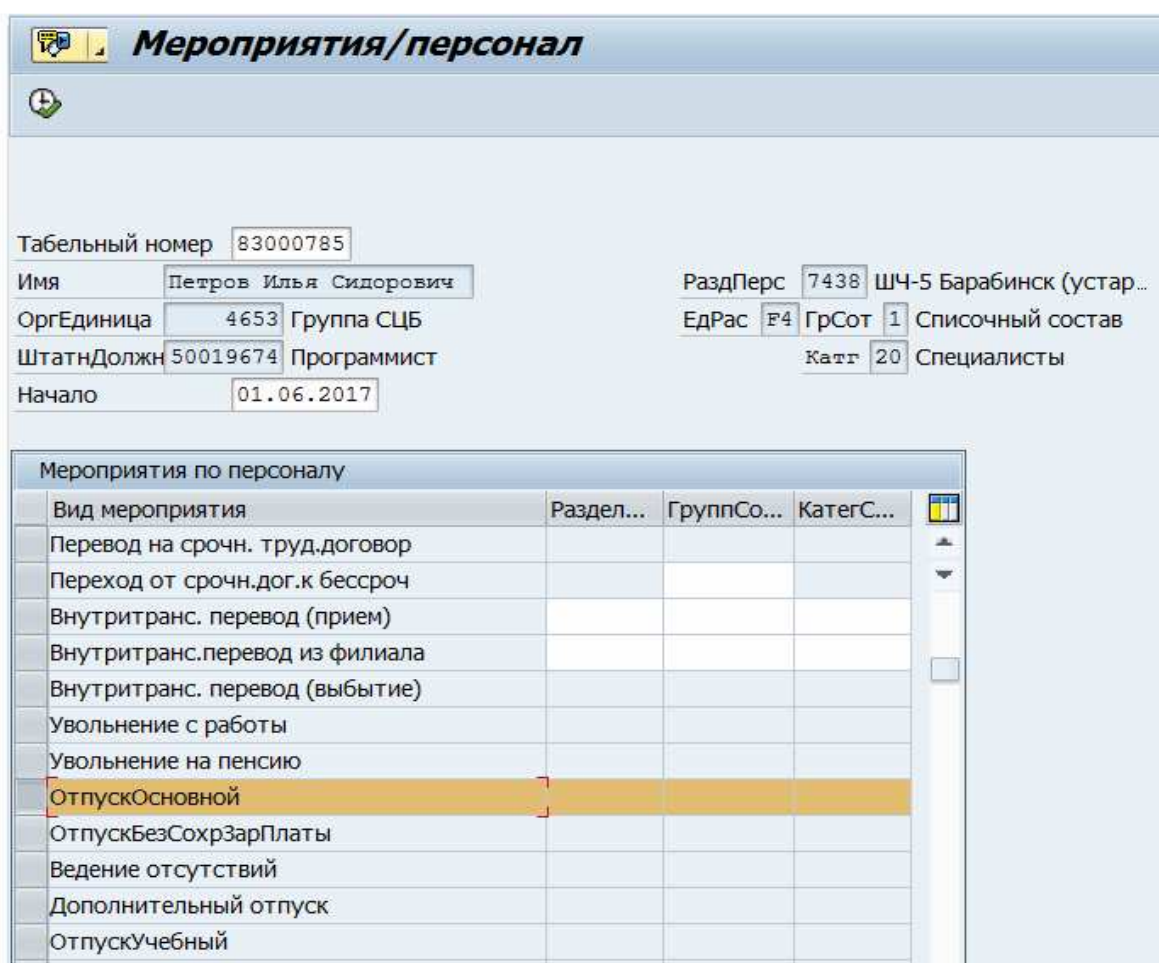 Мероприятия/персонал
Табельный номер 83000785
Имя Петров Илья Сидорович РаздПерс 7438 ШЧ-5 Барабинск (устар...
ОргЕдиница 4653 Группа СЦБ ЕдРас F4 ГрСот 1 Списочный состав
ШтатнДолжн 50019674 Программист Катг 20 Специалисты
Начало 01.06.2017
Мероприятия по персоналу
Вид мероприятия Раздел... ГруппСо... КатегС...
Перевод на срочн. труд.договор
Переход от срочн.дог.к бессроч
Внутритранс. перевод (прием)
Внутритранс.перевод из филиала
Внутритранс. перевод (выбытие)
Увольнение с работы
Увольнение на пенсию
ОтпускОсновной
ОтпускБезСохрЗарПлаты
Ведение отсутствий
Дополнительный отпуск
ОтпускУчебный